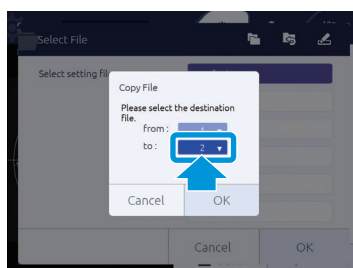 Select File
Select setting fil
Copy File
Please select the destination
file.
from :
to :
2
Cancel
OK
Cancel
OK